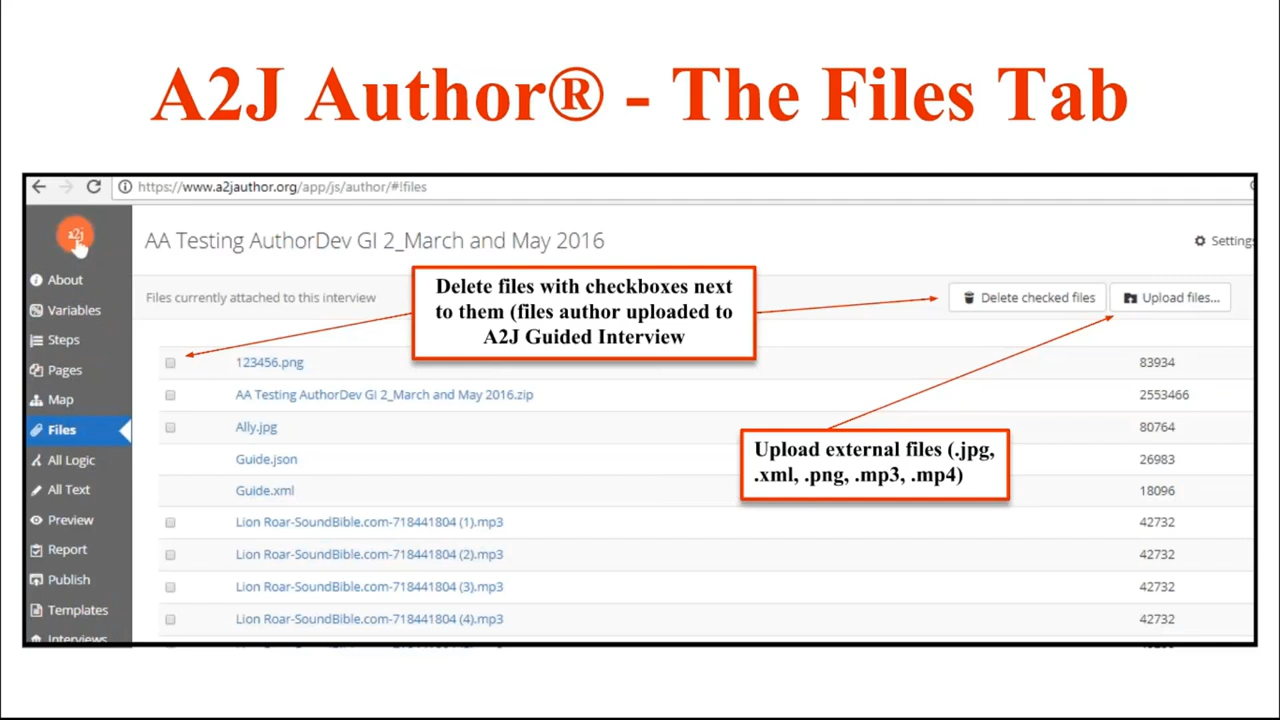 A2J Author® - The Files Tab
https://www.a2jauthor.org/app/js/author/#!files
a2j
AA Testing AuthorDev GI 2_March and May 2016
Setting
About
Variables
Steps
Pages
Map
Files
All Logic
All Text
Preview
Report
Publish
Templates
Interviews
Files currently attached to this interview
Delete files with checkboxes next
to them (files author uploaded to
A2J Guided Interview
Delete checked files
Upload files...
123456.png 83934
AA Testing AuthorDev GI 2_March and May 2016.zip 2553466
Ally.jpg 80764
Upload external files (.jpg,
.xml, .png, .mp3, .mp4)
Guide.json 26983
Guide.xml 18096
Lion Roar-SoundBible.com-718441804 (1).mp3 42732
Lion Roar-SoundBible.com-718441804 (2).mp3 42732
Lion Roar-SoundBible.com-718441804 (3).mp3 42732
Lion Roar-SoundBible.com-718441804 (4).mp3 42732